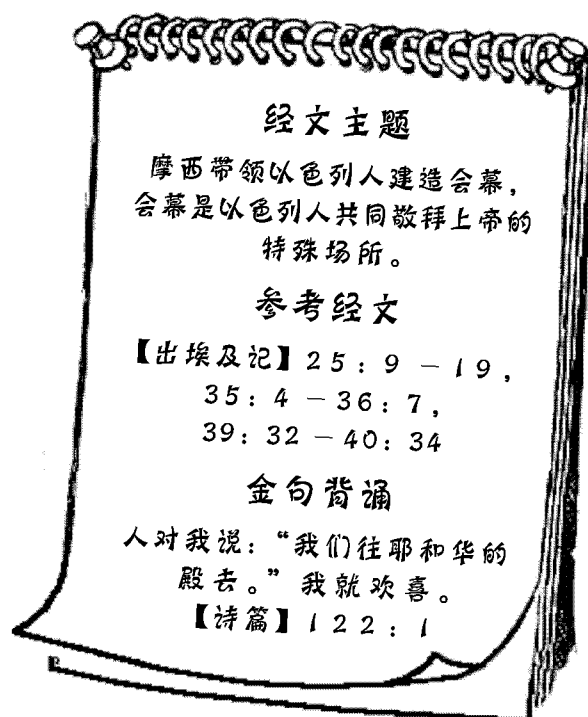 经文主题
摩西带领以色列人建造会幕，
会幕是以色列人共同敬拜上帝的
特殊场所。
参考经文
【出埃及记】25：9－19，
35：4－36：7，
39：32－40：34
金句背诵
人对我说：“我们往耶和华的
殿去。”我就欢喜。
【诗篇】122：1